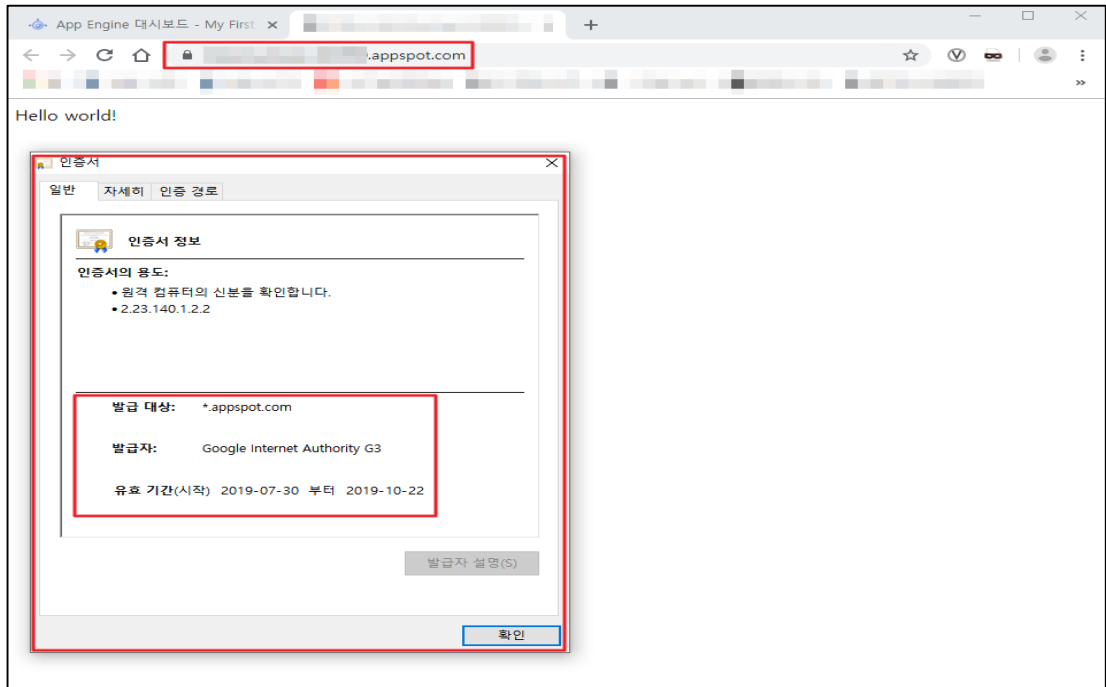 App Engine 대시보드 - My First
.appspot.com
Hello world!
인증서
일반 자세히 인증 경로
인증서 정보
인증서의 용도:
• 원격 컴퓨터의 신분을 확인합니다.
• 2.23.140.1.2.2
발급 대상: *.appspot.com
발급자: Google Internet Authority G3
유효 기간(시작) 2019-07-30 부터 2019-10-22
발급자 설명(S)
확인